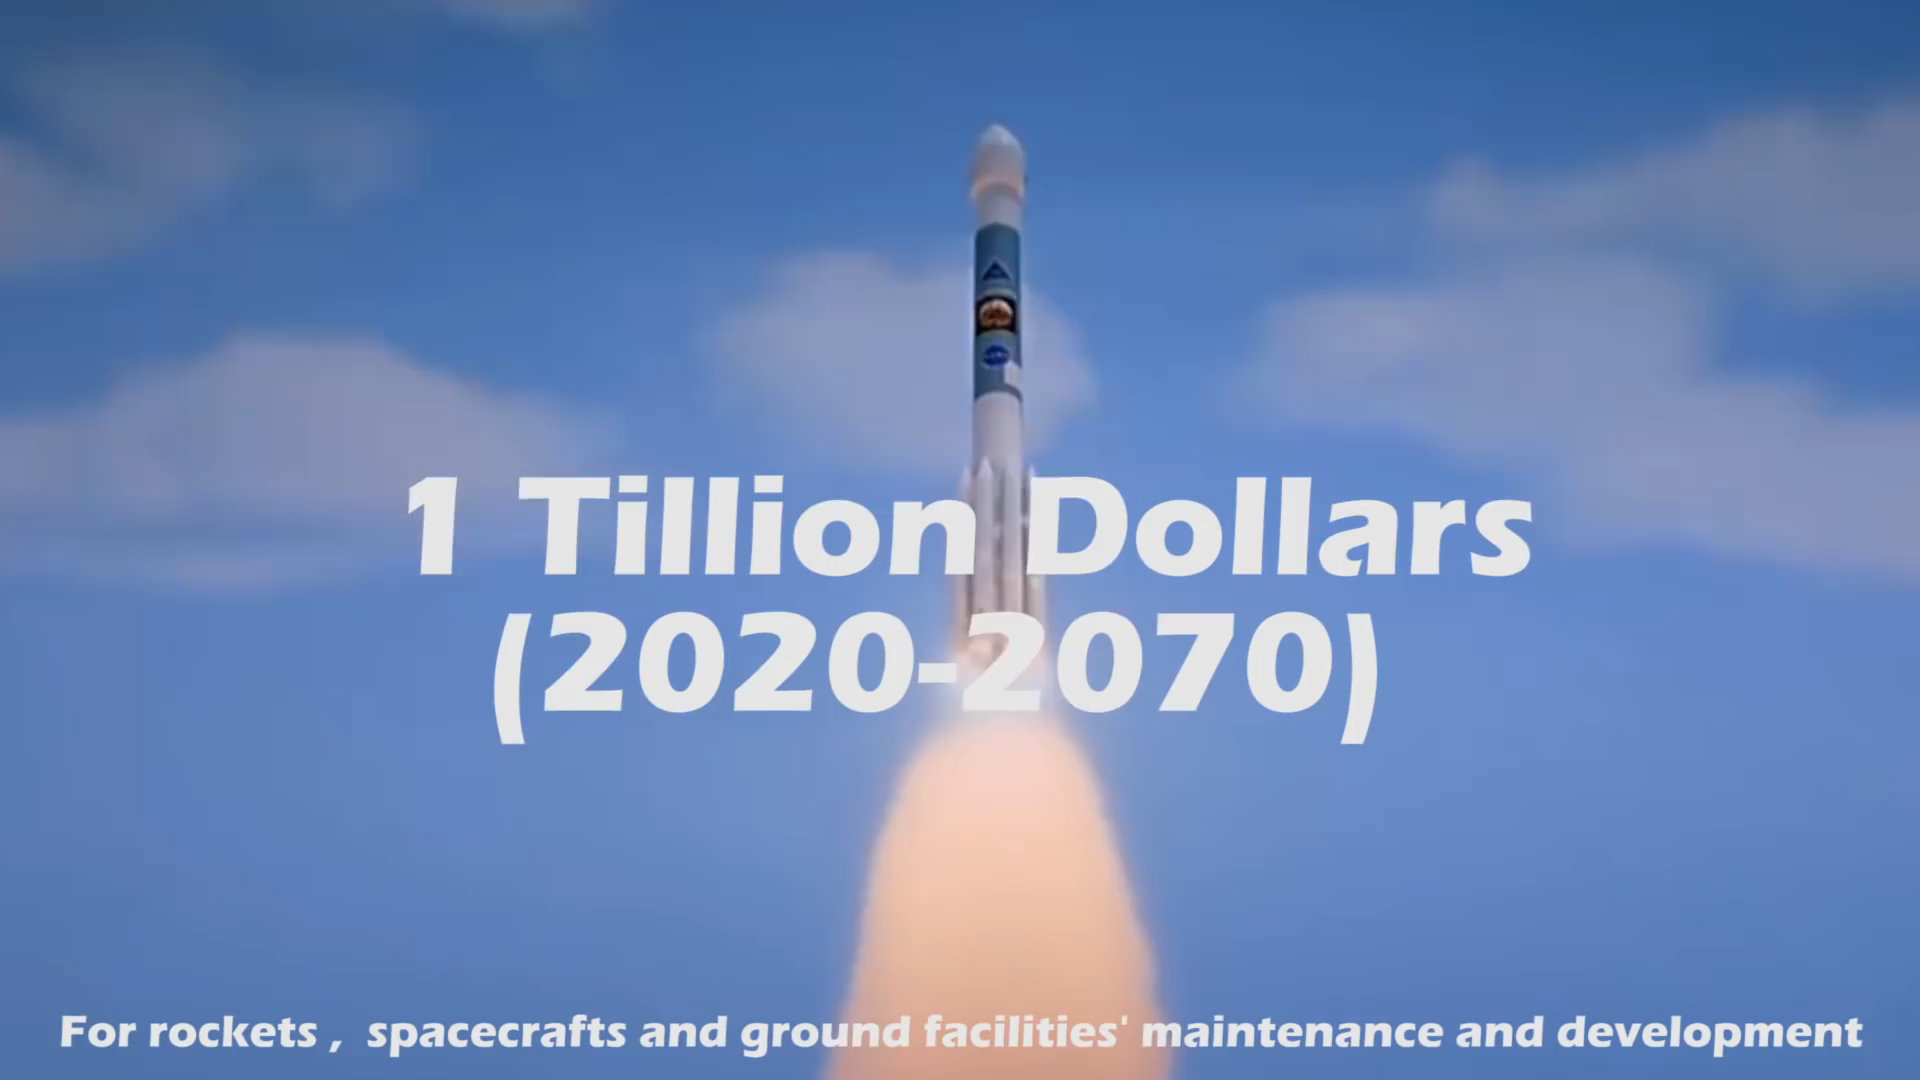 1 Tillion Dollars
(2020-2070)
For rockets , spacecrafts and ground facilities' maintenance and development